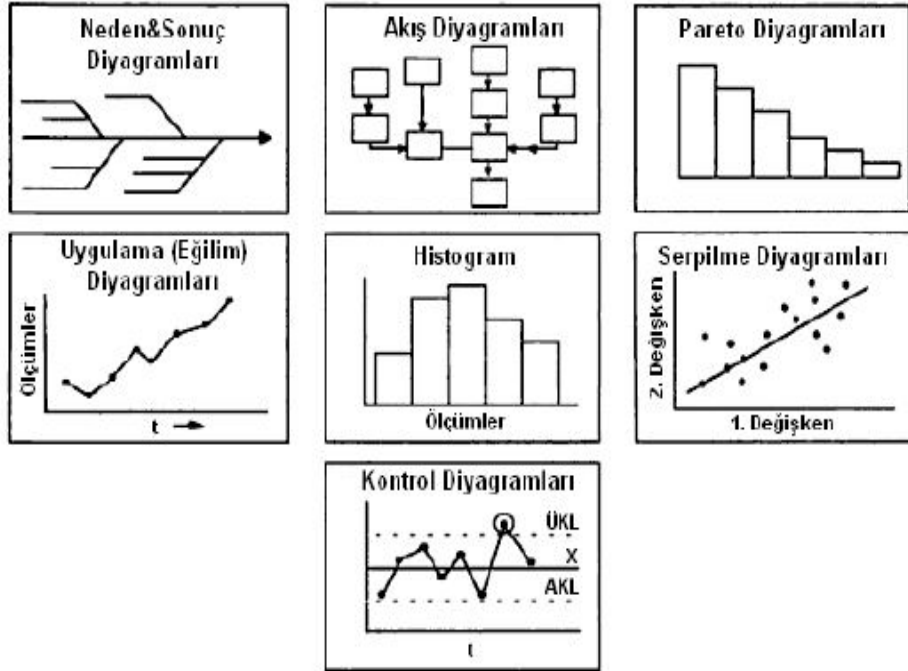 Neden&Sonuç
Diyagramları
Akış Diyagramları
Pareto Diyagramları
Uygulama (Eğilim)
Diyagramları
Ölçümler
t
Histogram
Ölçümler
Serpilme Diyagramları
2. Değişken
1. Değişken
Kontrol Diyagramları
ÜKL
X
AKL
t